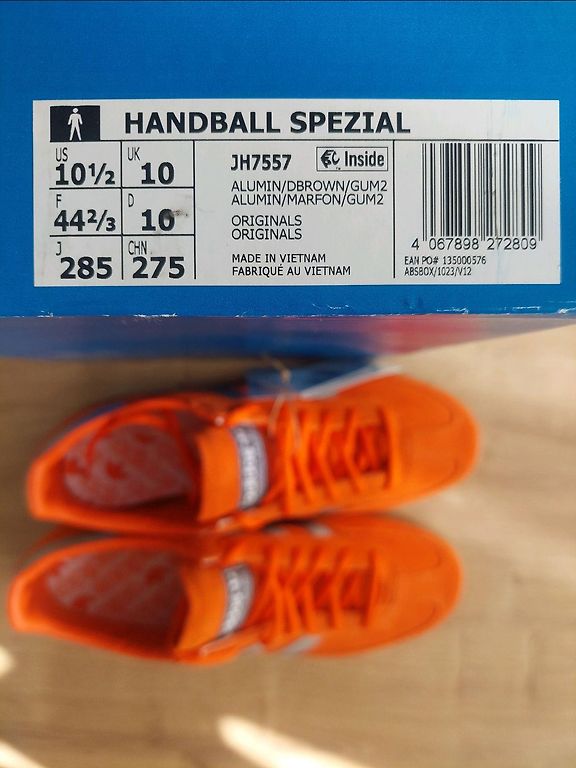 HANDBALL SPEZIAL
US
10½
UK
10
F
44⅔
D
10
J
285
CHN
275
JH7557
Inside
ALUMIN/DBROWN/GUM2
ALUMIN/MARFON/GUM2
ORIGINALS
ORIGINALS
MADE IN VIETNAM
FABRIQUÉ AU VIETNAM
4 067898 272809
EAN PO# 135000576
ABSBOX/1023/V12